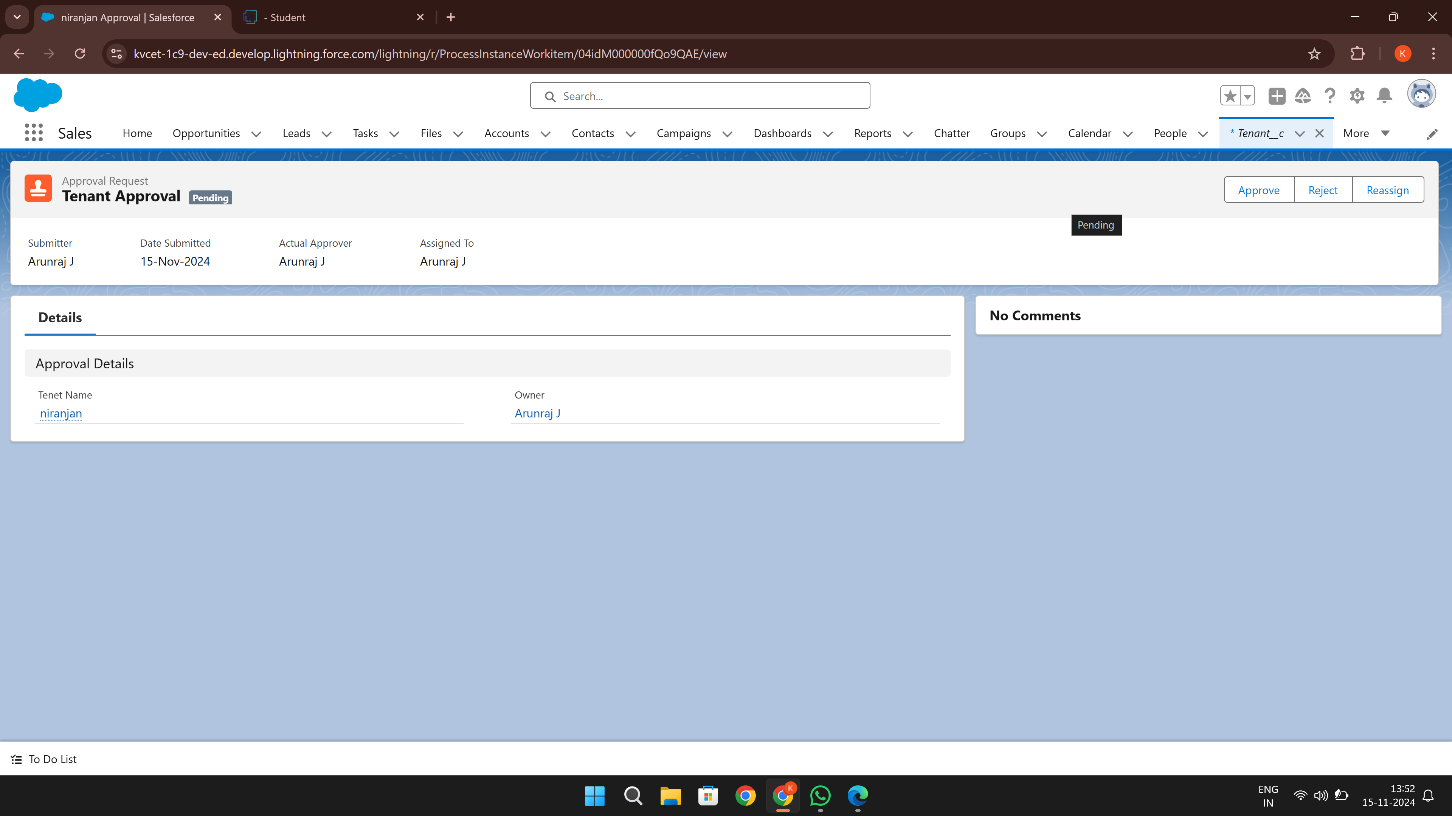 niranjan Approval | Salesforce
- Student
kvcet-1c9-dev-ed.develop.lightning.force.com/lightning/r/ProcessInstanceWorkitem/04idM000000fQo9QAE/view
K
Search...
Sales
Home Opportunities Leads Tasks Files Accounts Contacts Campaigns Dashboards Reports Chatter Groups Calendar People * Tenant__c More
Approval Request
Tenant Approval Pending
Approve Reject Reassign
Pending
Submitter Date Submitted Actual Approver Assigned To
Arunraj J 15-Nov-2024 Arunraj J Arunraj J
Details
No Comments
Approval Details
Tenet Name Owner
niranjan Arunraj J
To Do List
K
ENG 13:52
IN 15-11-2024